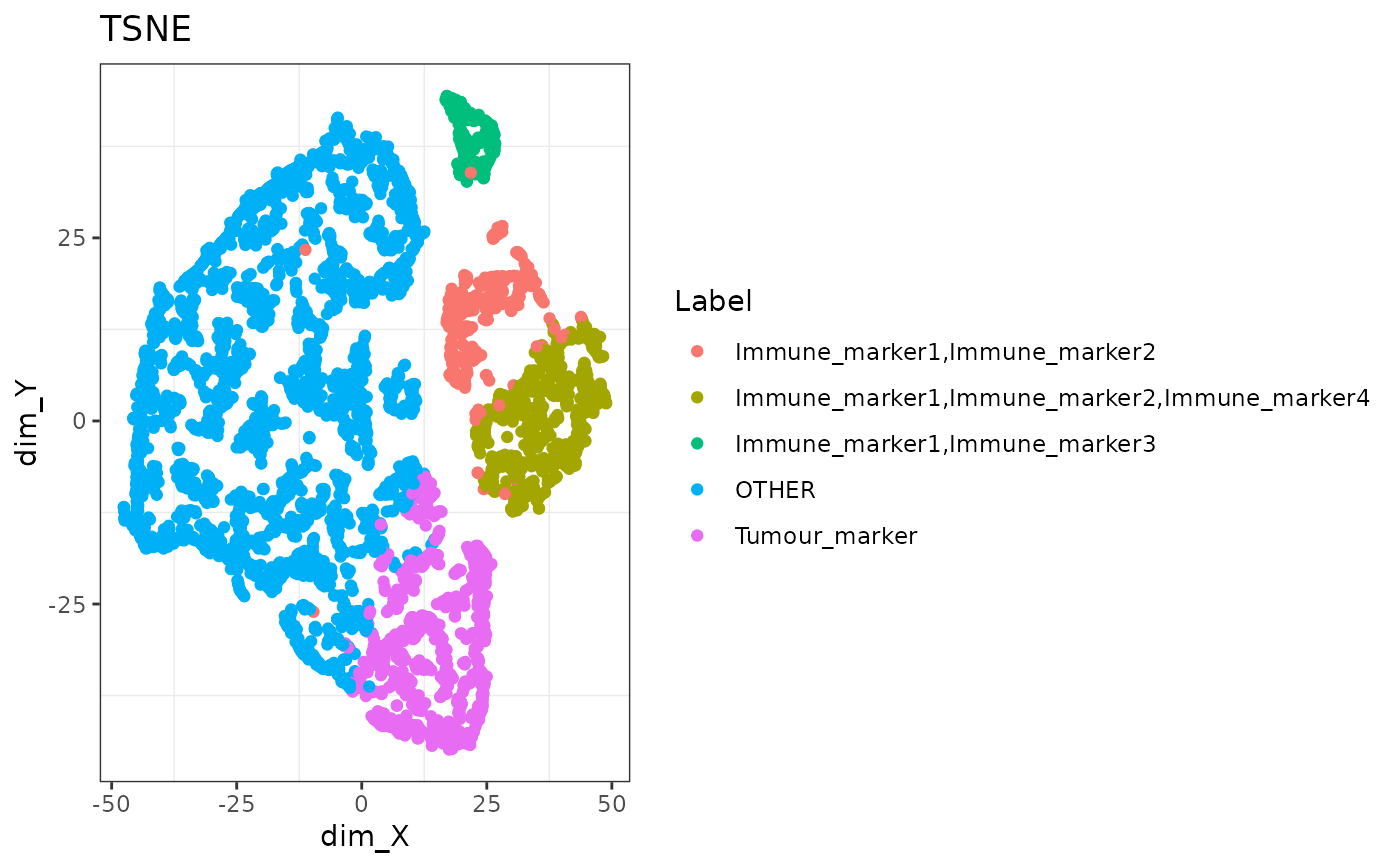 TSNE
dim_Y
25
0
-25
-50
-25
0
25
50
dim_X
Label
Immune_marker1,Immune_marker2
Immune_marker1,Immune_marker2,Immune_marker4
Immune_marker1,Immune_marker3
OTHER
Tumour_marker